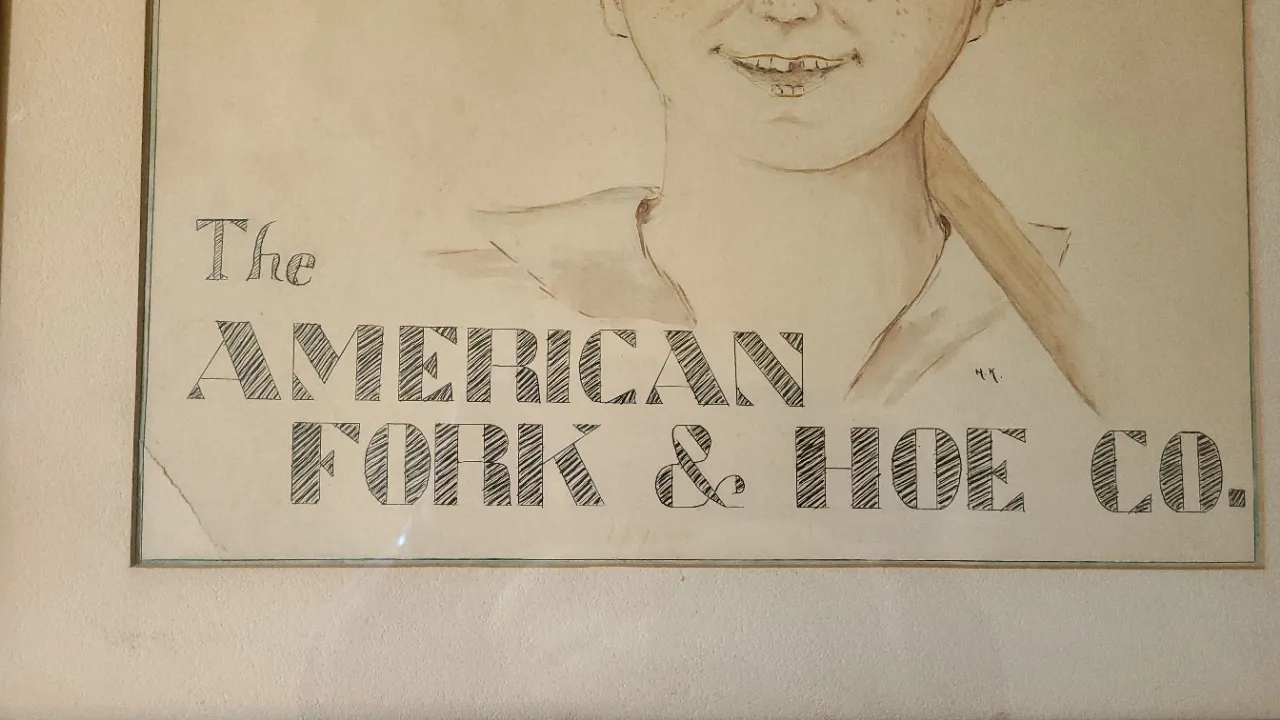 The
AMERICAN
M.K.
FORK & HOE CO.